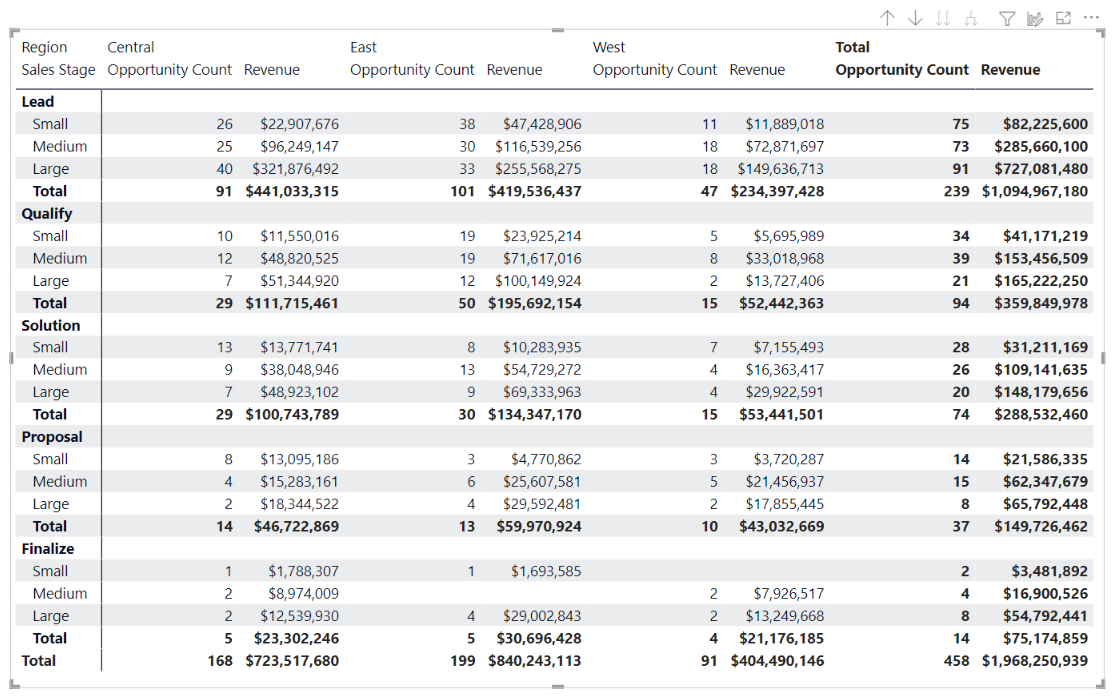 Region Central East West Total
Sales Stage Opportunity Count Revenue Opportunity Count Revenue Opportunity Count Revenue Opportunity Count Revenue
Lead
Small 26 $22,907,676 38 $47,428,906 11 $11,889,018 75 $82,225,600
Medium 25 $96,249,147 30 $116,539,256 18 $72,871,697 73 $285,660,100
Large 40 $321,876,492 33 $255,568,275 18 $149,636,713 91 $727,081,480
Total 91 $441,033,315 101 $419,536,437 47 $234,397,428 239 $1,094,967,180
Qualify
Small 10 $11,550,016 19 $23,925,214 5 $5,695,989 34 $41,171,219
Medium 12 $48,820,525 19 $71,617,016 8 $33,018,968 39 $153,456,509
Large 7 $51,344,920 12 $100,149,924 2 $13,727,406 21 $165,222,250
Total 29 $111,715,461 50 $195,692,154 15 $52,442,363 94 $359,849,978
Solution
Small 13 $13,771,741 8 $10,283,935 7 $7,155,493 28 $31,211,169
Medium 9 $38,048,946 13 $54,729,272 4 $16,363,417 26 $109,141,635
Large 7 $48,923,102 9 $69,333,963 4 $29,922,591 20 $148,179,656
Total 29 $100,743,789 30 $134,347,170 15 $53,441,501 74 $288,532,460
Proposal
Small 8 $13,095,186 3 $4,770,862 3 $3,720,287 14 $21,586,335
Medium 4 $15,283,161 6 $25,607,581 5 $21,456,937 15 $62,347,679
Large 2 $18,344,522 4 $29,592,481 2 $17,855,445 8 $65,792,448
Total 14 $46,722,869 13 $59,970,924 10 $43,032,669 37 $149,726,462
Finalize
Small 1 $1,788,307 1 $1,693,585 2 $3,481,892
Medium 2 $8,974,009 2 $7,926,517 4 $16,900,526
Large 2 $12,539,930 4 $29,002,843 2 $13,249,668 8 $54,792,441
Total 5 $23,302,246 5 $30,696,428 4 $21,176,185 14 $75,174,859
Total 168 $723,517,680 199 $840,243,113 91 $404,490,146 458 $1,968,250,939